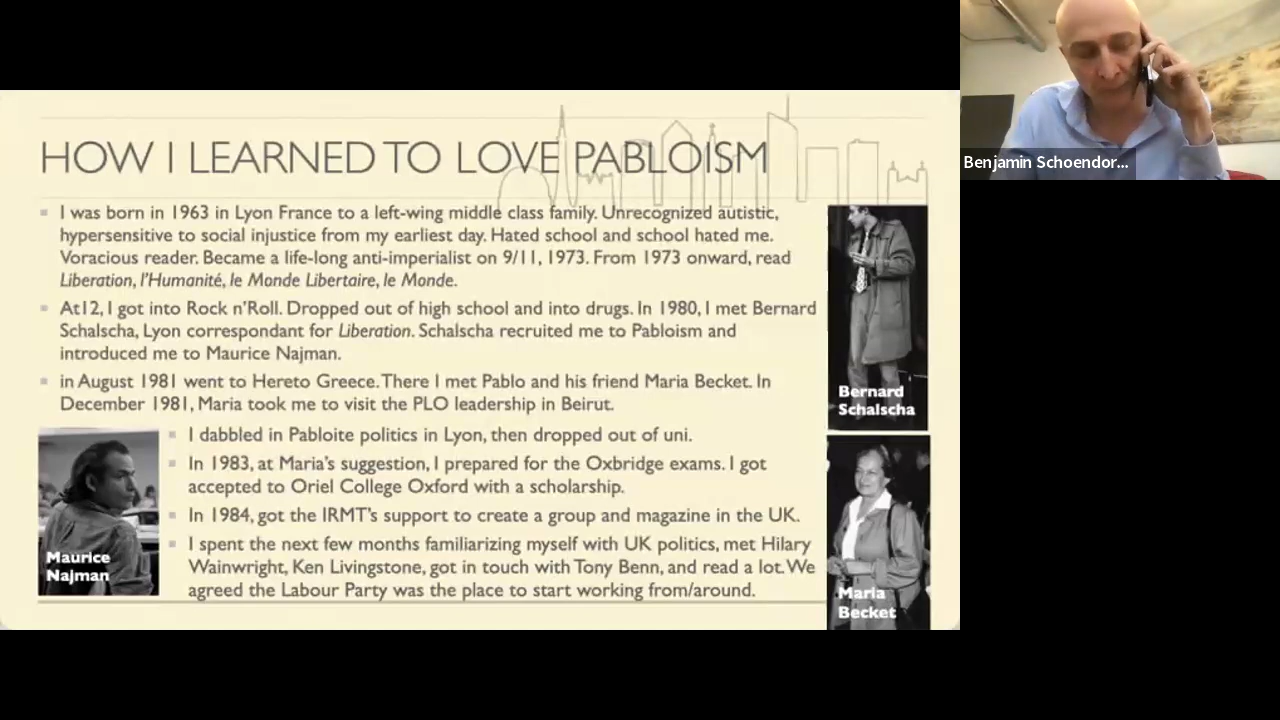 Benjamin Schoendor...
HOW I LEARNED TO LOVE PABLOISM
I was born in 1963 in Lyon France to a left-wing middle class family. Unrecognized autistic,
hypersensitive to social injustice from my earliest day. Hated school and school hated me.
Voracious reader. Became a life-long anti-imperialist on 9/11, 1973. From 1973 onward, read
Liberation, l'Humanité, le Monde Libertaire, le Monde.
At12, I got into Rock n'Roll. Dropped out of high school and into drugs. In 1980, I met Bernard
Schalscha, Lyon correspondant for Liberation. Schalscha recruited me to Pabloism and
introduced me to Maurice Najman.
in August 1981 went to Hereto Greece. There I met Pablo and his friend Maria Becket. In
December 1981, Maria took me to visit the PLO leadership in Beirut.
I dabbled in Pabloite politics in Lyon, then dropped out of uni.
In 1983, at Maria's suggestion, I prepared for the Oxbridge exams. I got
accepted to Oriel College Oxford with a scholarship.
In 1984, got the IRMT's support to create a group and magazine in the UK.
I spent the next few months familiarizing myself with UK politics, met Hilary
Wainwright, Ken Livingstone, got in touch with Tony Benn, and read a lot. We
agreed the Labour Party was the place to start working from/around.
Bernard
Schalscha
Maurice
Najman
Maria
Becket